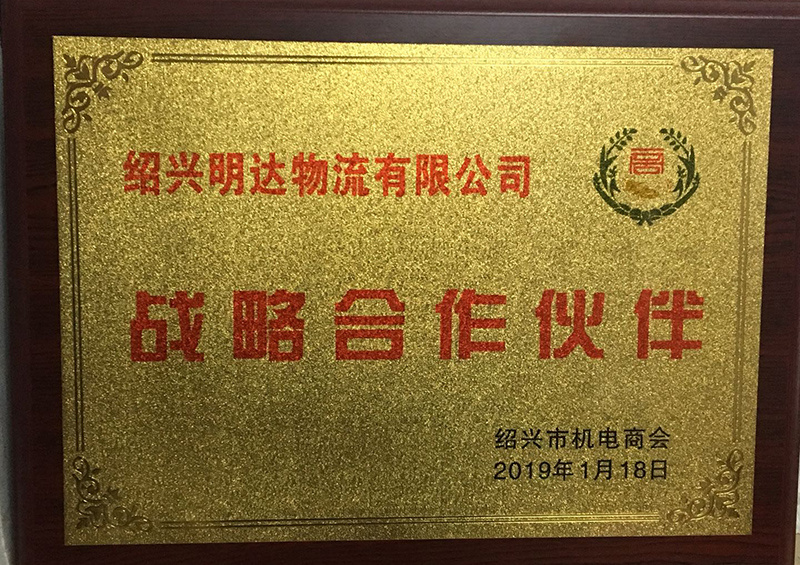 绍兴明达物流有限公司
战略合作伙伴
绍兴市机电商会
2019年1月18日